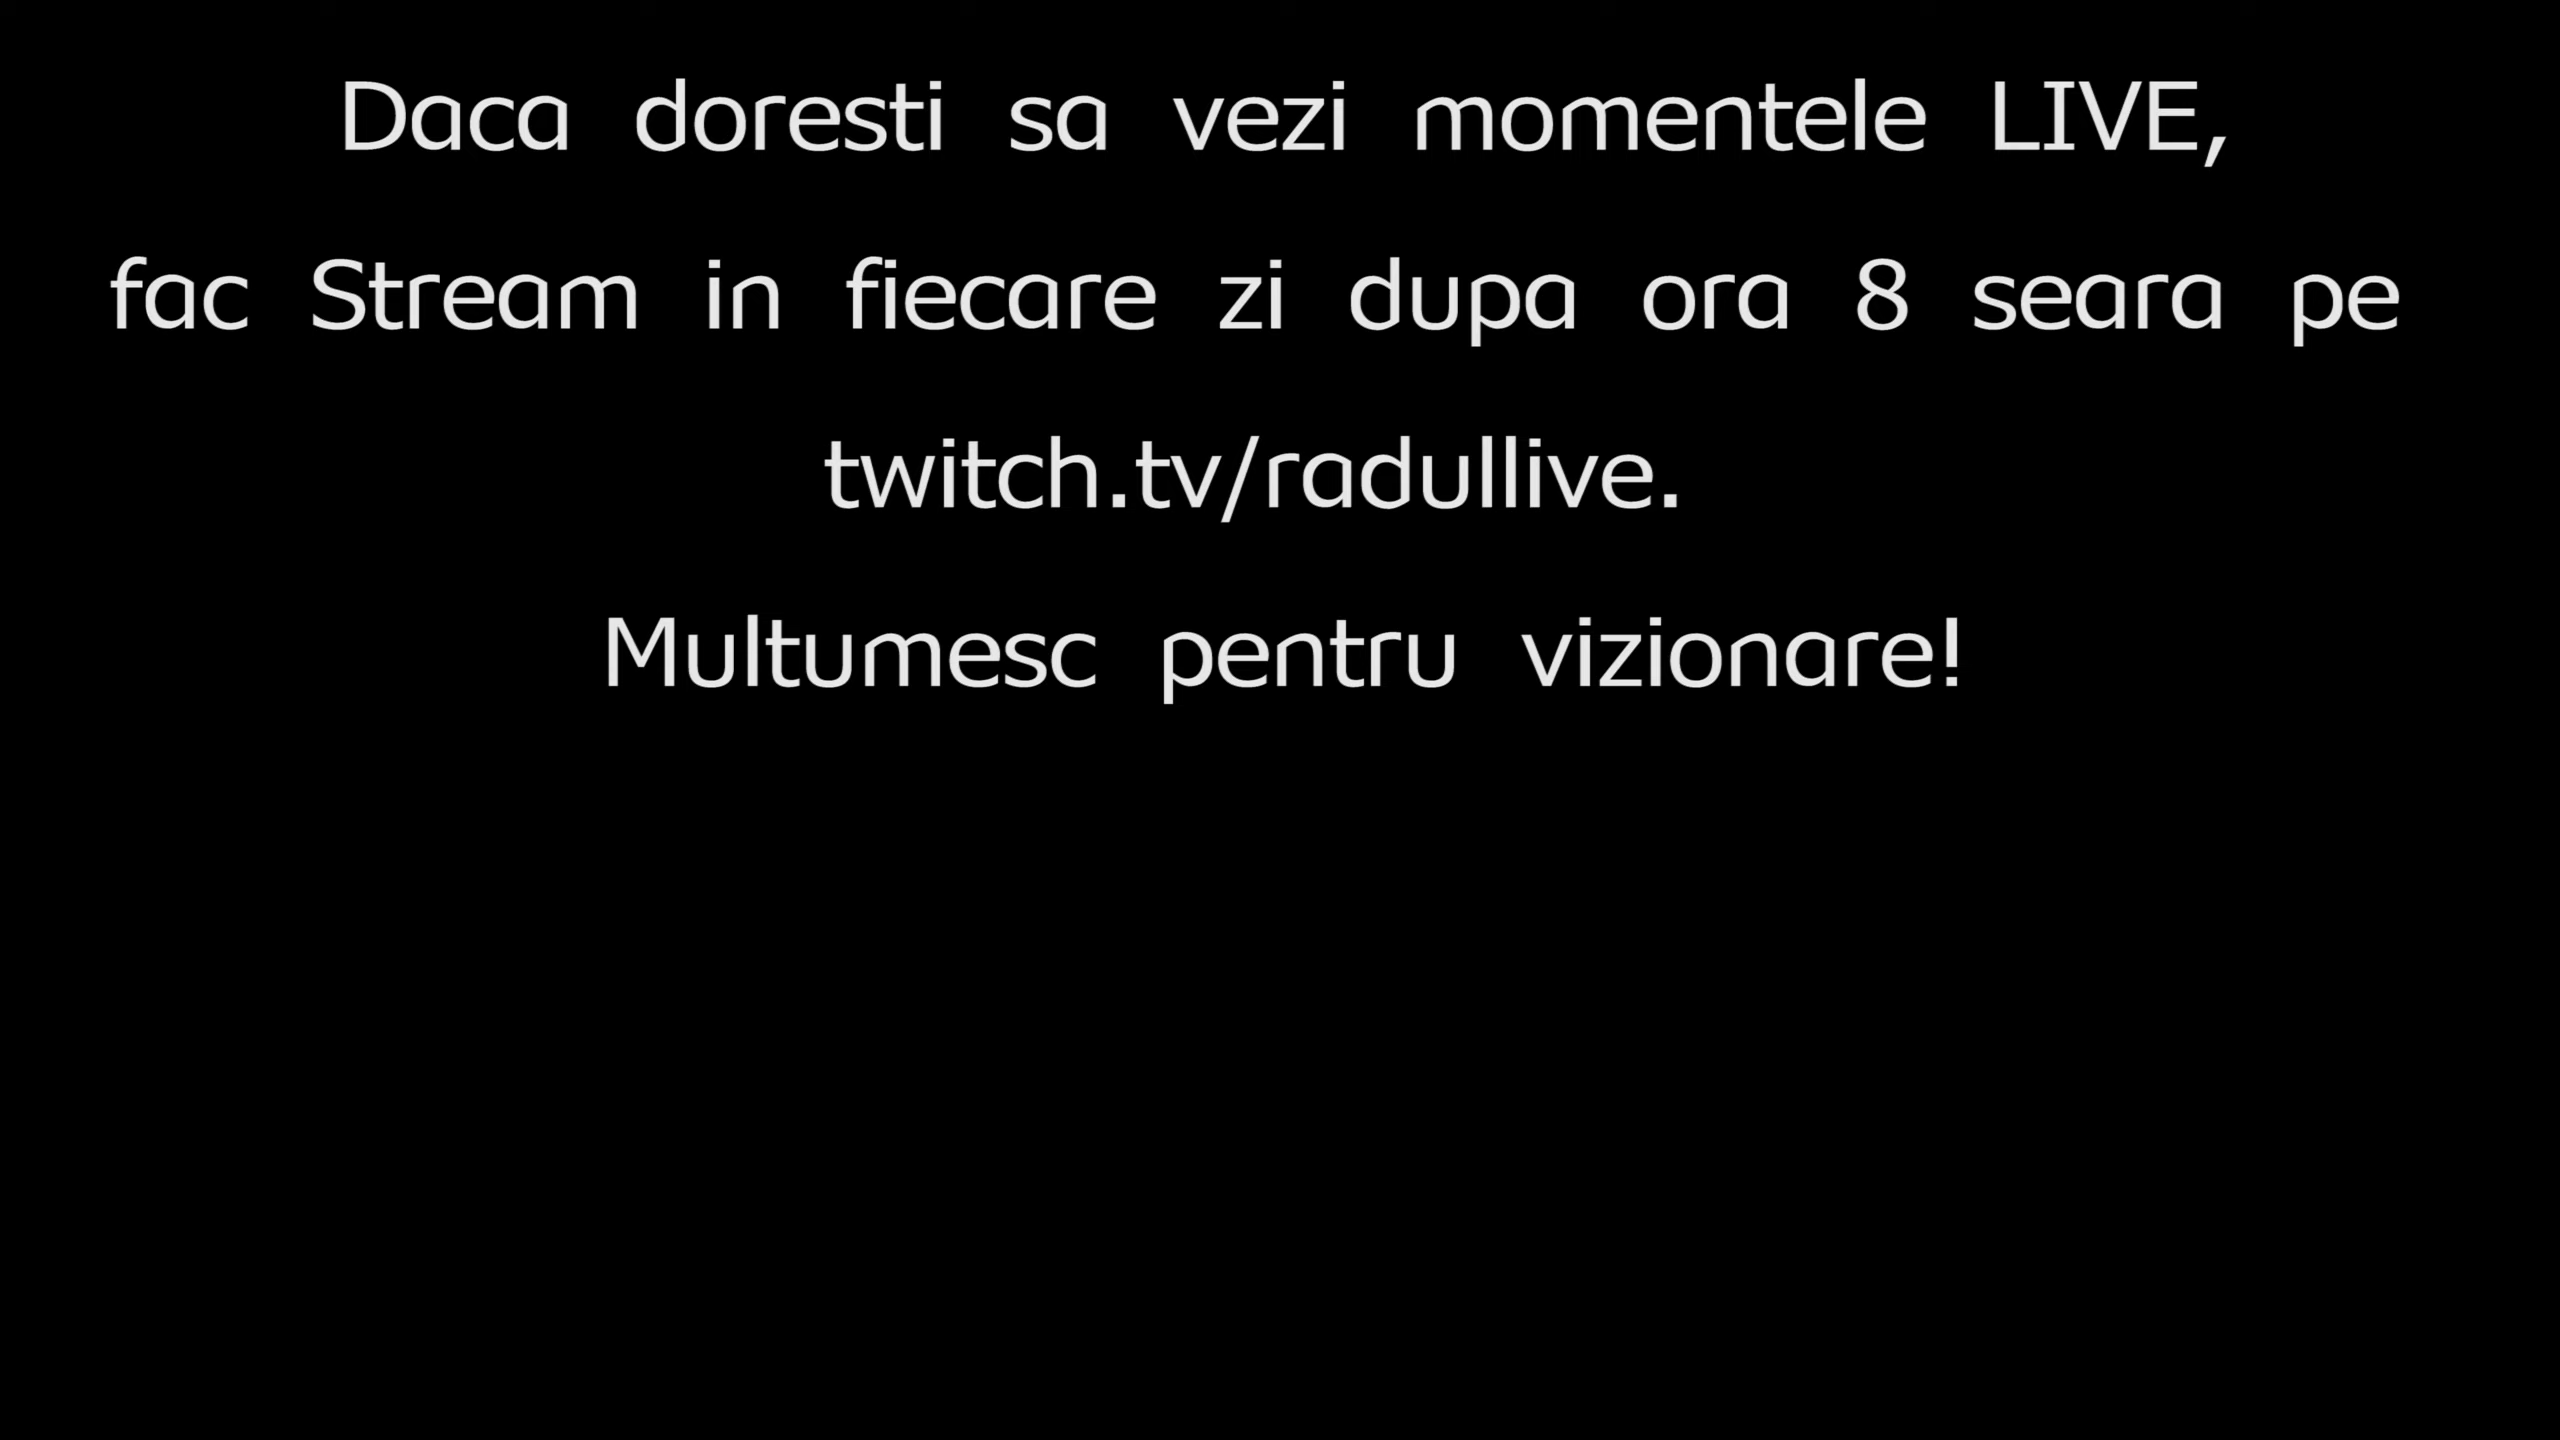 Daca doresti sa vezi momentele LIVE,
fac Stream in fiecare zi dupa ora 8 seara pe
twitch.tv/radullive.
Multumesc pentru vizionare!